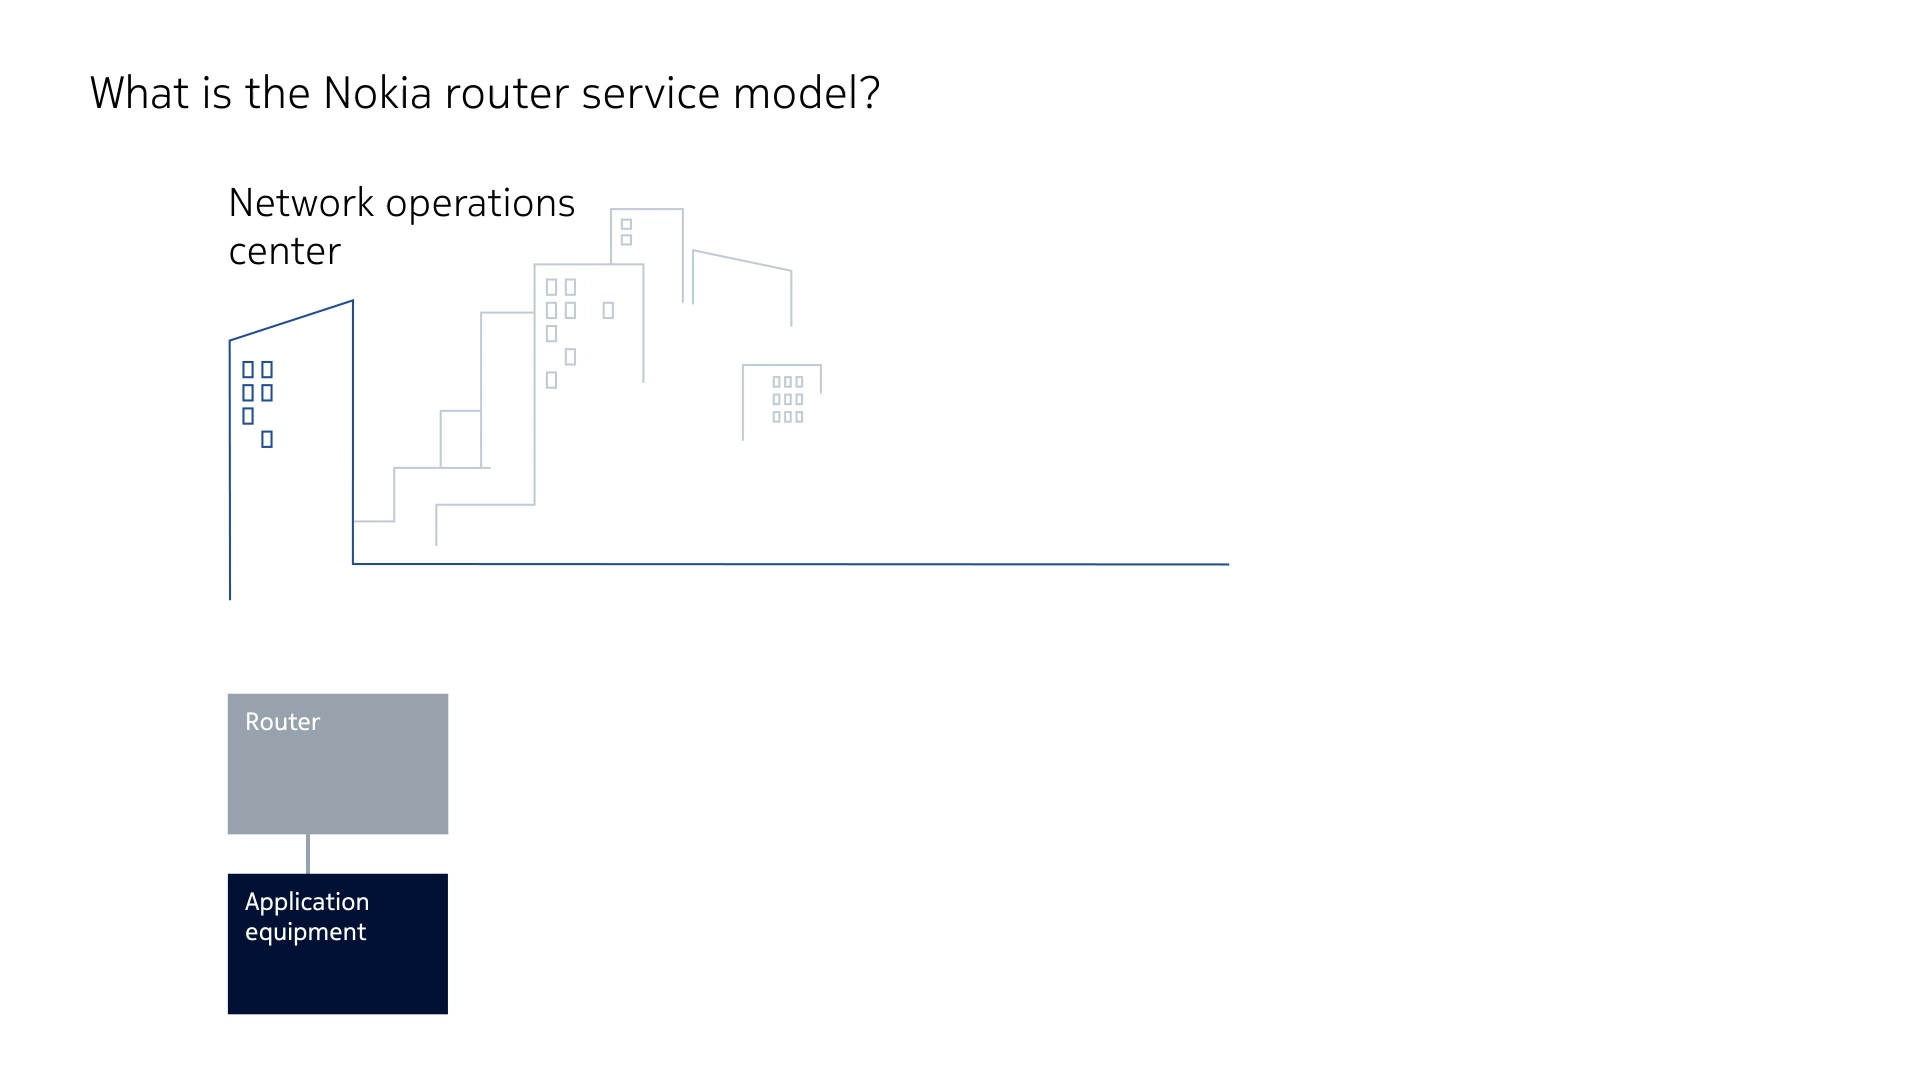 What is the Nokia router service model?
Network operations
center
Router
Application
equipment